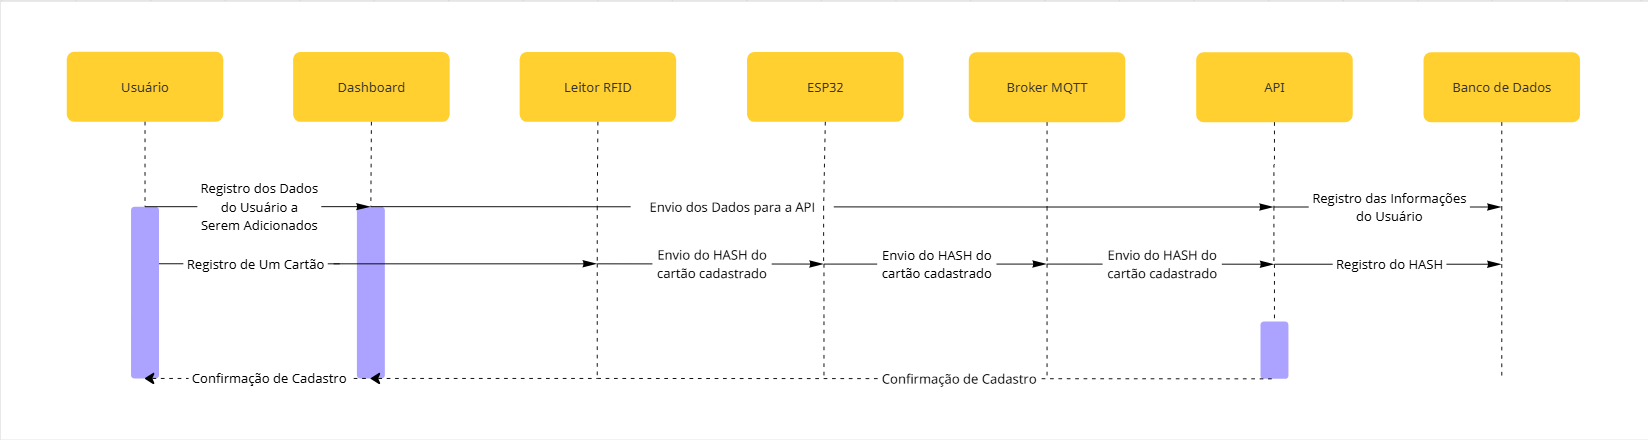 Usuário
Dashboard
Leitor RFID
ESP32
Broker MQTT
API
Banco de Dados
Registro dos Dados
do Usuário a
Serem Adicionados
Envio dos Dados para a API
Registro das Informações
do Usuário
Registro de Um Cartão
Envio do HASH do
cartão cadastrado
Envio do HASH do
cartão cadastrado
Envio do HASH do
cartão cadastrado
Registro do HASH
Confirmação de Cadastro
Confirmação de Cadastro